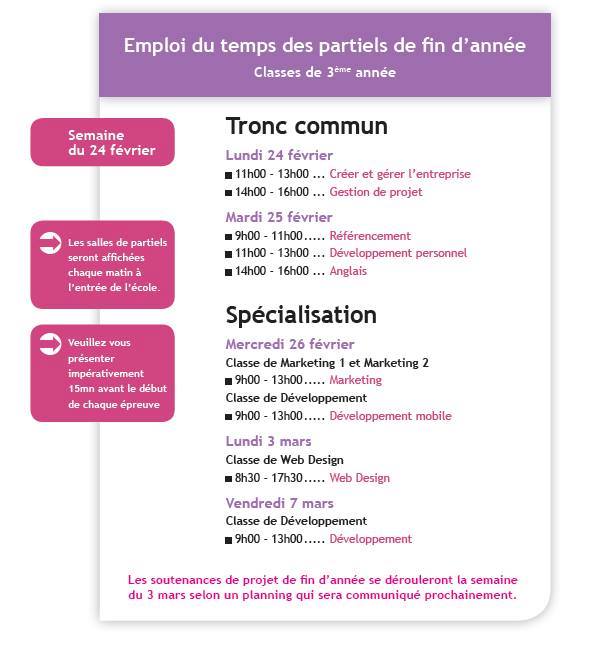 Emploi du temps des partiels de fin d'année
Classes de 3ème année
Semaine
du 24 février
Les salles de partiels
seront affichées
chaque matin à
l'entrée de l'école.
Veuillez vous
présenter
impérativement
15mn avant le début
de chaque épreuve
Tronc commun
Lundi 24 février
11h00 - 13h00 ... Créer et gérer l'entreprise
14h00 - 16h00 ... Gestion de projet
Mardi 25 février
9h00 - 11h00..... Référencement
11h00 - 13h00 ... Développement personnel
14h00 - 16h00 ... Anglais
Spécialisation
Mercredi 26 février
Classe de Marketing 1 et Marketing 2
9h00 - 13h00..... Marketing
Classe de Développement
9h00 - 13h00..... Développement mobile
Lundi 3 mars
Classe de Web Design
8h30 - 17h30..... Web Design
Vendredi 7 mars
Classe de Développement
9h00 - 13h00..... Développement
Les soutenances de projet de fin d'année se dérouleront la semaine
du 3 mars selon un planning qui sera communiqué prochainement.